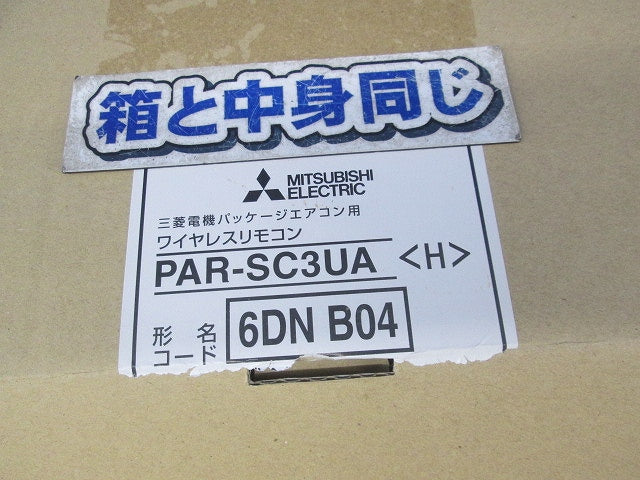 箱と中身同じ
MITSUBISHI
ELECTRIC
三菱電機パッケージエアコン用
ワイヤレスリモコン
PAR-SC3UA <H>
形 名
コード 6DN B04